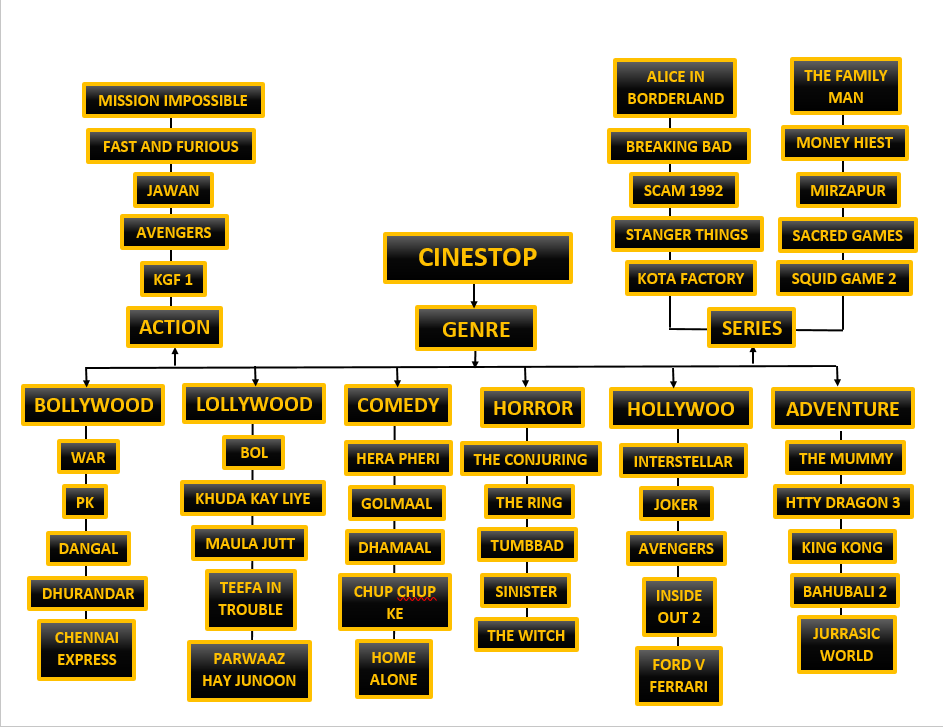 CINESTOP
GENRE
MISSION IMPOSSIBLE
FAST AND FURIOUS
JAWAN
AVENGERS
KGF 1
ACTION
ALICE IN
BORDERLAND
BREAKING BAD
SCAM 1992
STANGER THINGS
KOTA FACTORY
THE FAMILY
MAN
MONEY HIEST
MIRZAPUR
SACRED GAMES
SQUID GAME 2
SERIES
BOLLYWOOD
WAR
PK
DANGAL
DHURANDAR
CHENNAI
EXPRESS
LOLLYWOOD
BOL
KHUDA KAY LIYE
MAULA JUTT
TEEFA IN
TROUBLE
PARWAAZ
HAY JUNOON
COMEDY
HERA PHERI
GOLMAAL
DHAMAAL
CHUP CHUP
KE
HOME
ALONE
HORROR
THE CONJURING
THE RING
TUMBBAD
SINISTER
THE WITCH
HOLLYWOO
INTERSTELLAR
JOKER
AVENGERS
INSIDE
OUT 2
FORD V
FERRARI
ADVENTURE
THE MUMMY
HTTY DRAGON 3
KING KONG
BAHUBALI 2
JURRASIC
WORLD